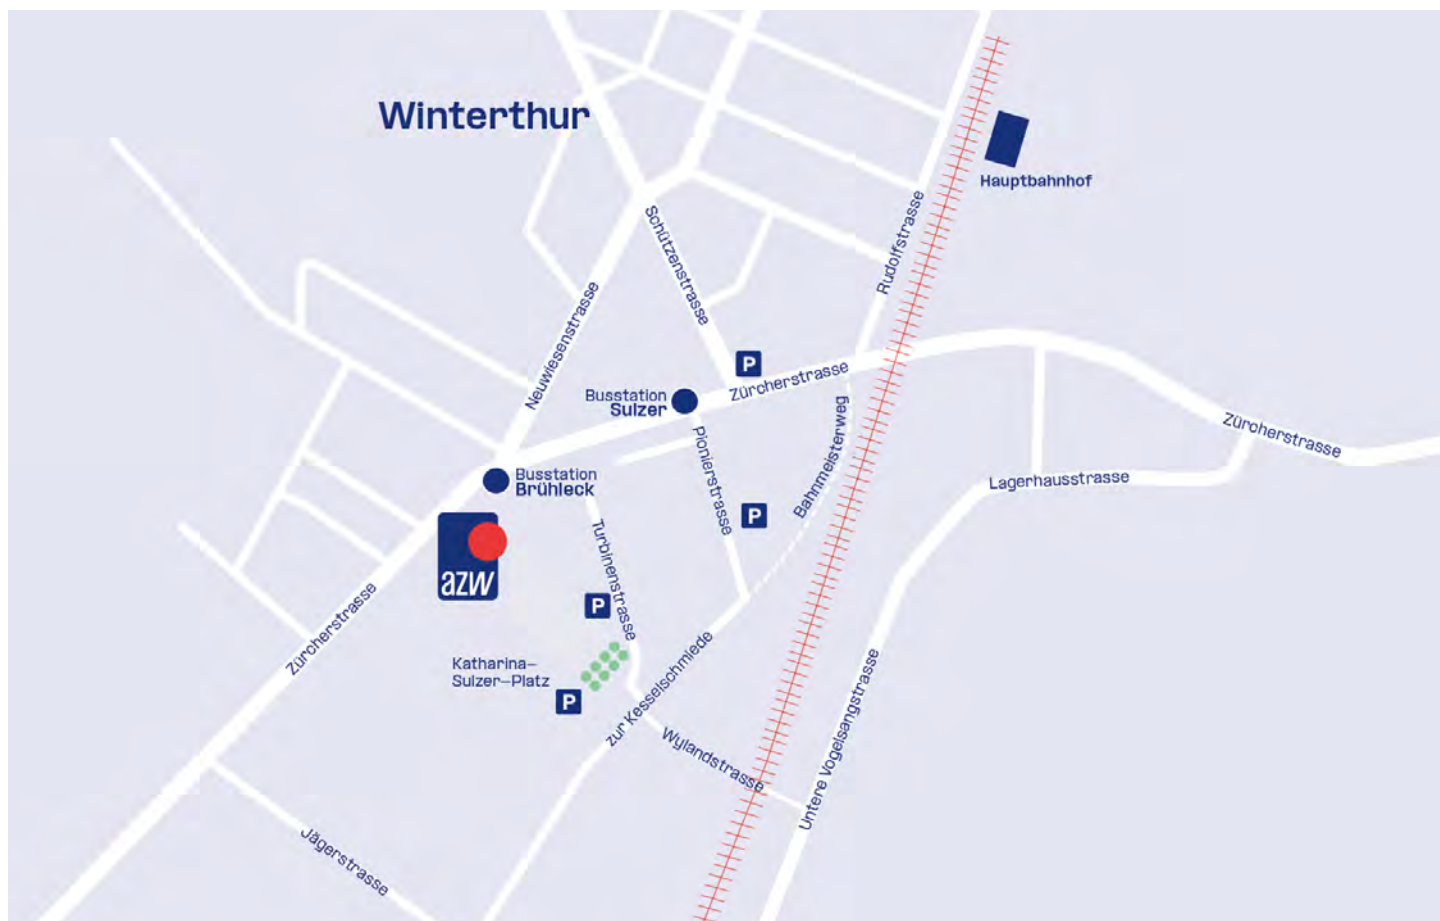 Winterthur
Hauptbahnhof
Rudolfstrasse
Schützenstrasse
Neuwiesenstrasse
P
Zürcherstrasse
Busstation
Sulzer
Bahnmeisterweg
Zürcherstrasse
Pionierstrasse
Busstation
Brühleck
Lagerhausstrasse
P
Turbinenstrasse
azw
P
Zürcherstrasse
Katharina–
Sulzer–Platz
P
zur Kesselschmiede
Wylandstrasse
Untere Vogelsangstrasse
Jägerstrasse